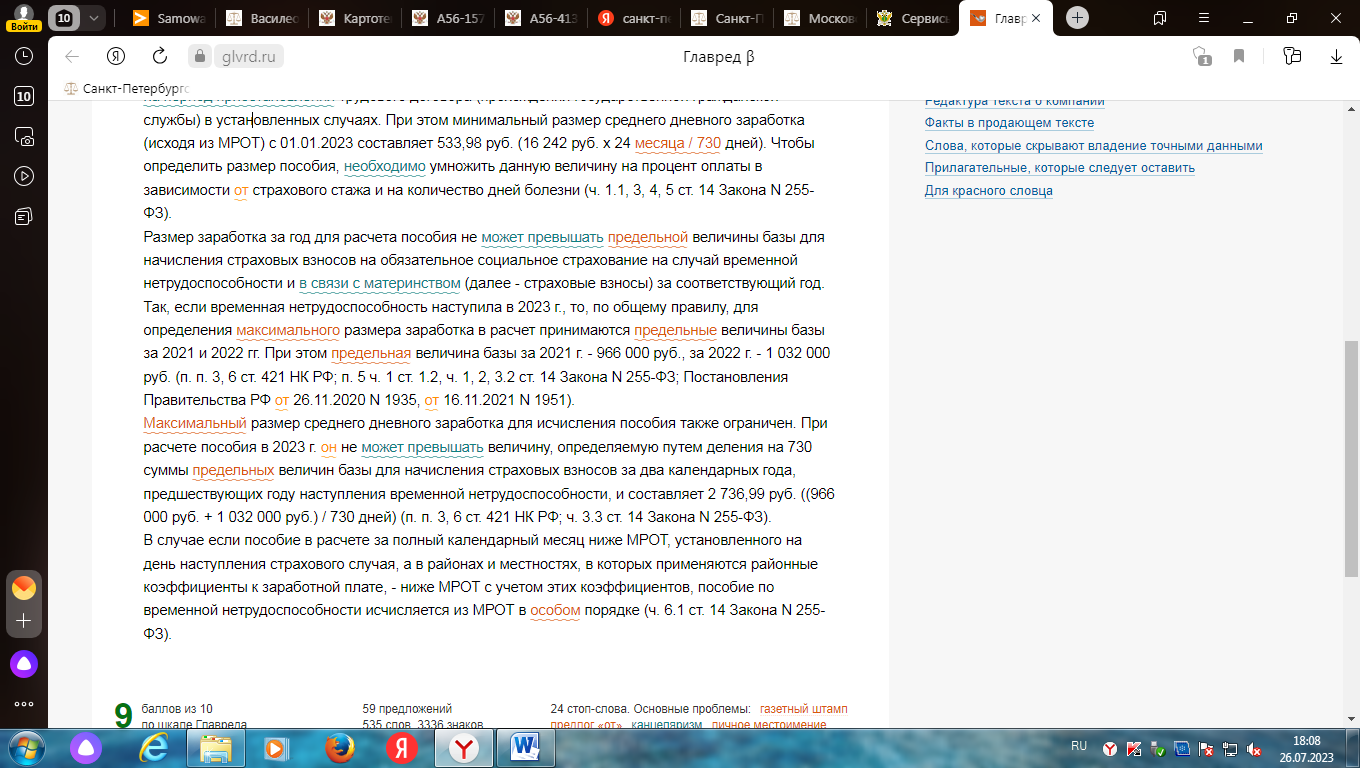 Войти
10
Samowa
Василео
Картоте
А56-157
А56-413
санкт-п
Санкт-П
Москов
Сервись
Главр
glvrd.ru
Главред β
1
Санкт-Петербургс
10
службы) в установленных случаях. При этом минимальный размер среднего дневного заработка
(исходя из МРОТ) с 01.01.2023 составляет 533,98 руб. (16 242 руб. х 24 месяца / 730 дней). Чтобы
определить размер пособия, необходимо умножить данную величину на процент оплаты в
зависимости от страхового стажа и на количество дней болезни (ч. 1.1, 3, 4, 5 ст. 14 Закона N 255-
ФЗ).
Размер заработка за год для расчета пособия не может превышать предельной величины базы для
начисления страховых взносов на обязательное социальное страхование на случай временной
нетрудоспособности и в связи с материнством (далее - страховые взносы) за соответствующий год.
Так, если временная нетрудоспособность наступила в 2023 г., то, по общему правилу, для
определения максимального размера заработка в расчет принимаются предельные величины базы
за 2021 и 2022 гг. При этом предельная величина базы за 2021 г. - 966 000 руб., за 2022 г. - 1 032 000
руб. (п. п. 3, 6 ст. 421 НК РФ; п. 5 ч. 1 ст. 1.2, ч. 1, 2, 3.2 ст. 14 Закона N 255-ФЗ; Постановления
Правительства РФ от 26.11.2020 N 1935, от 16.11.2021 N 1951).
Максимальный размер среднего дневного заработка для исчисления пособия также ограничен. При
расчете пособия в 2023 г. он не может превышать величину, определяемую путем деления на 730
суммы предельных величин базы для начисления страховых взносов за два календарных года,
предшествующих году наступления временной нетрудоспособности, и составляет 2 736,99 руб. ((966
000 руб. + 1 032 000 руб.) / 730 дней) (п. п. 3, 6 ст. 421 НК РФ; ч. 3.3 ст. 14 Закона N 255-ФЗ).
В случае если пособие в расчете за полный календарный месяц ниже МРОТ, установленного на
день наступления страхового случая, а в районах и местностях, в которых применяются районные
коэффициенты к заработной плате, - ниже МРОТ с учетом этих коэффициентов, пособие по
временной нетрудоспособности исчисляется из МРОТ в особом порядке (ч. 6.1 ст. 14 Закона N 255-
ФЗ).
Редактура текста о компании
Факты в продающем тексте
Слова, которые скрывают владение точными данными
Прилагательные, которые следует оставить
Для красного словца
9 баллов из 10
по шкале Главреда
59 предложений
535 слов, 3336 знаков
24 стоп-слова. Основные проблемы: газетный штамп
предлог «от» канцеляризм личное местоимение
RU
18:08
26.07.2023